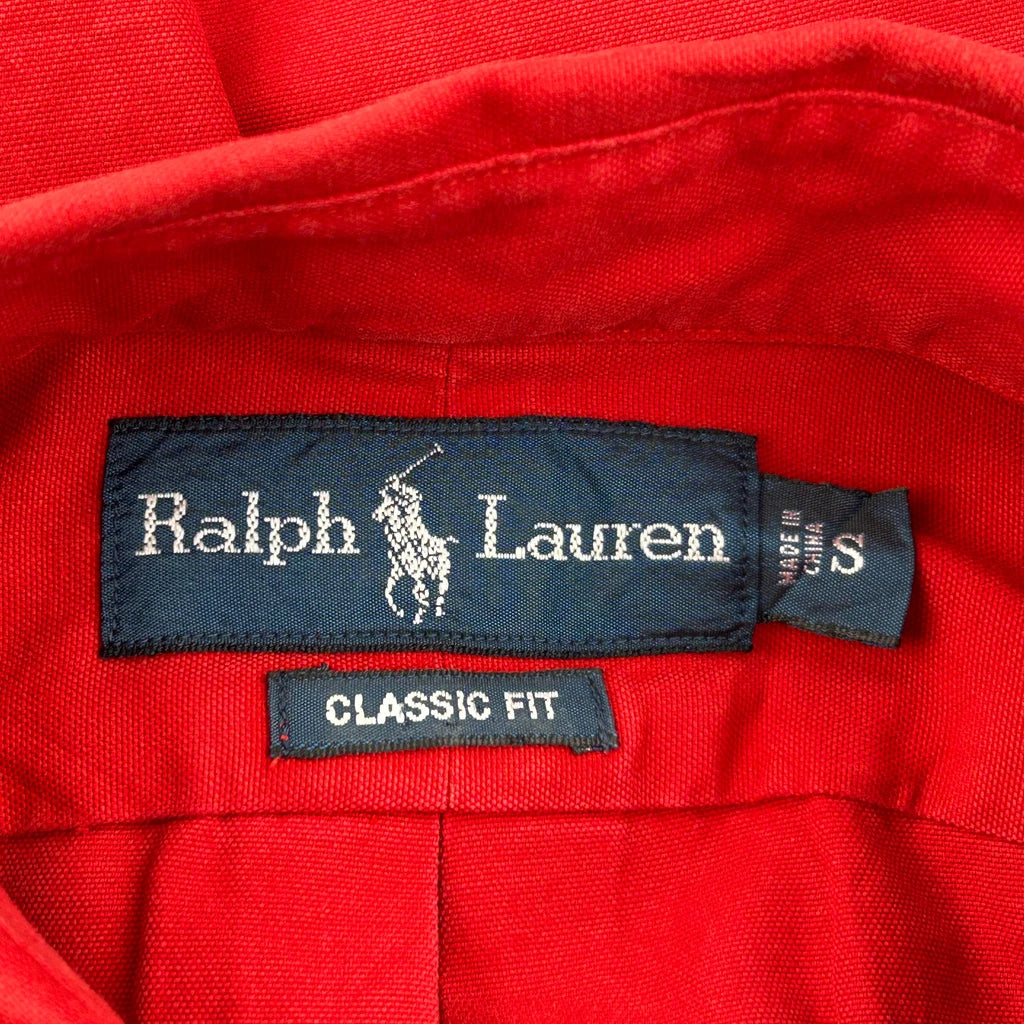 Ralph Lauren
MADE IN
CHINA
S
CLASSIC FIT